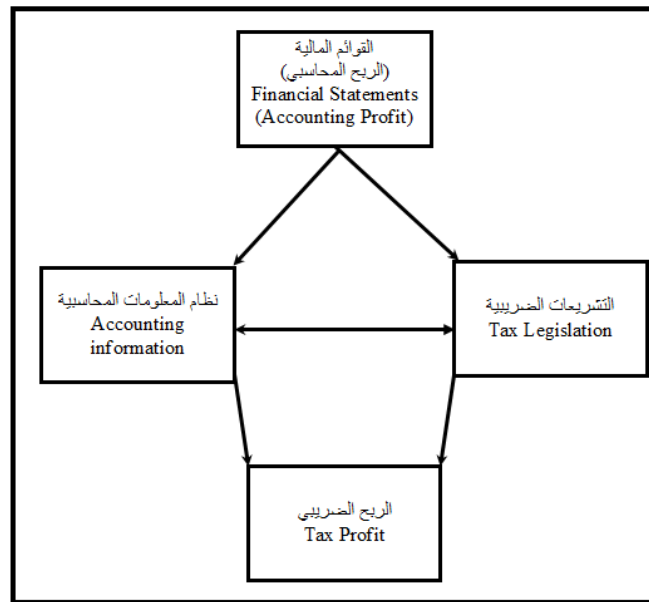 القوائم المالية
(الربح المحاسبي)
Financial Statements
(Accounting Profit)
نظام المعلومات المحاسبية
Accounting
information
التشريعات الضريبية
Tax Legislation
الربح الضريبي
Tax Profit